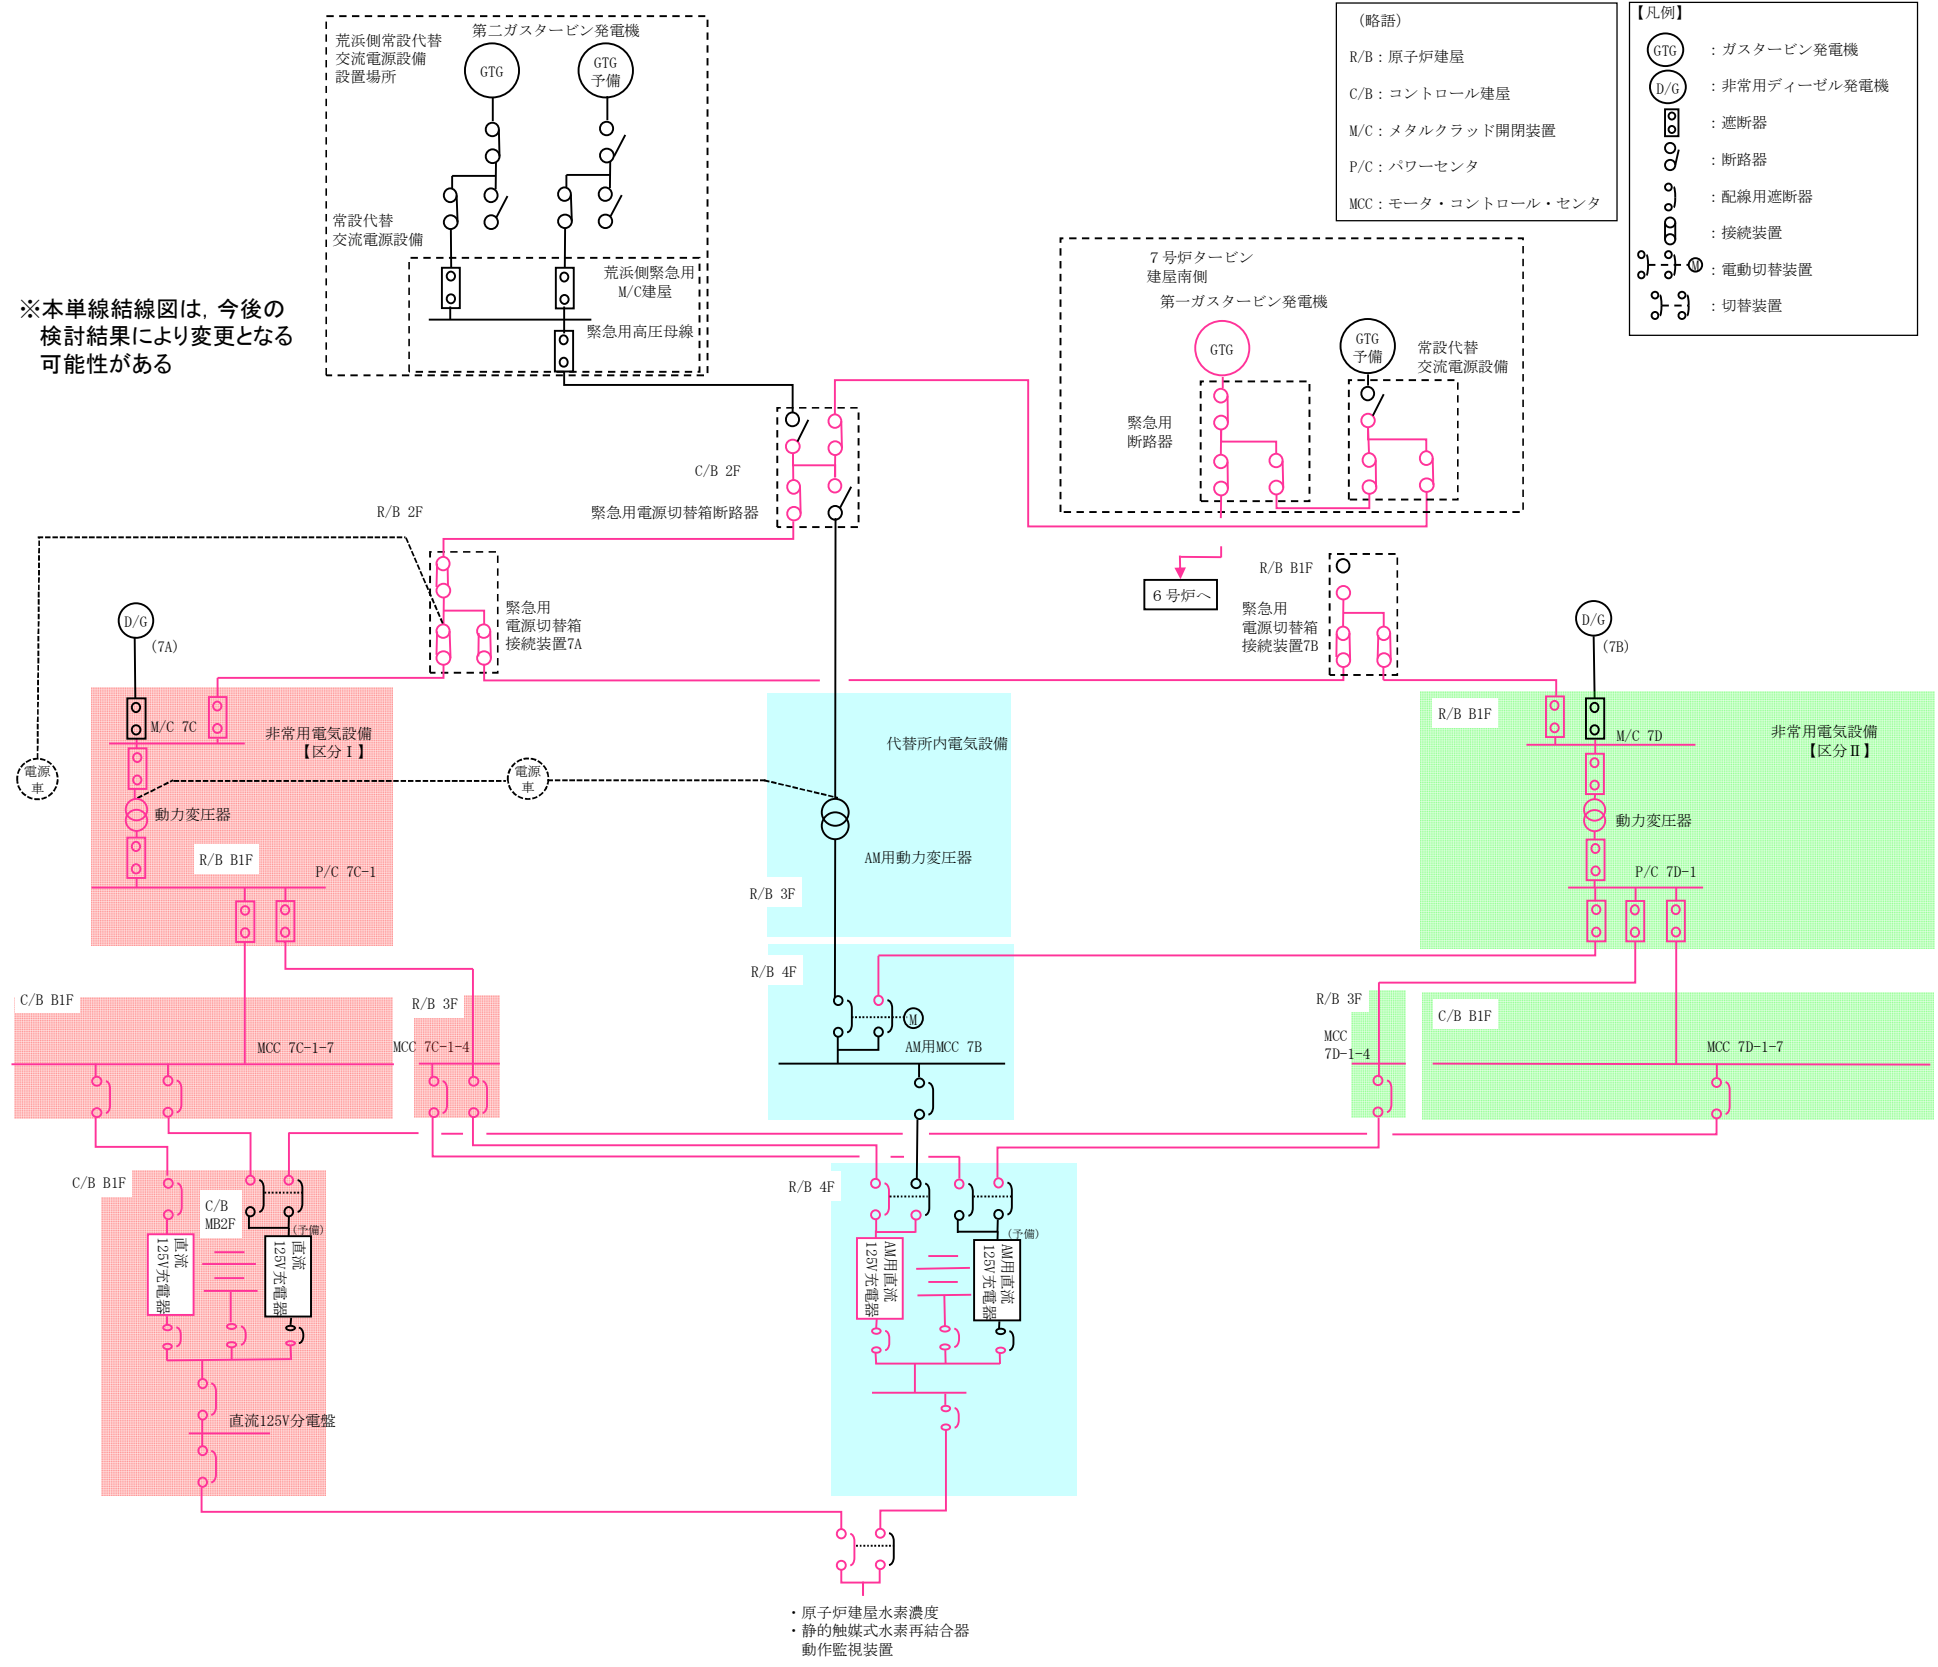 荒浜側常設代替
交流電源設備
設置場所
第二ガスタービン発電機
GTG
GTG
予備
常設代替
交流電源設備
荒浜側緊急用
M/C建屋
緊急用高圧母線
※本単線結線図は，今後の
検討結果により変更となる
可能性がある
（略語）
R/B：原子炉建屋
C/B：コントロール建屋
M/C：メタルクラッド開閉装置
P/C：パワーセンタ
MCC：モータ・コントロール・センタ
【凡例】
GTG ：ガスタービン発電機
D/G ：非常用ディーゼル発電機
：遮断器
：断路器
：配線用遮断器
：接続装置
M ：電動切替装置
：切替装置
７号炉タービン
建屋南側
第一ガスタービン発電機
GTG
GTG
予備
常設代替
交流電源設備
緊急用
断路器
C/B 2F
緊急用電源切替箱断路器
R/B 2F
緊急用
電源切替箱
接続装置7A
６号炉へ
R/B B1F
緊急用
電源切替箱
接続装置7B
D/G
(7A)
D/G
(7B)
M/C 7C
非常用電気設備
【区分Ⅰ】
電源
車
動力変圧器
R/B B1F
P/C 7C-1
電源
車
代替所内電気設備
AM用動力変圧器
R/B 3F
R/B B1F
M/C 7D
非常用電気設備
【区分Ⅱ】
動力変圧器
P/C 7D-1
C/B B1F
MCC 7C-1-7
R/B 3F
MCC 7C-1-4
R/B 4F
M
AM用MCC 7B
R/B 3F
MCC
7D-1-4
C/B B1F
MCC 7D-1-7
C/B B1F
C/B
MB2F
(予備)
直流
125V充電器
直流
125V充電器
直流125V分電盤
R/B 4F
(予備)
AM用直流
125V充電器
AM用直流
125V充電器
・原子炉建屋水素濃度
・静的触媒式水素再結合器
動作監視装置